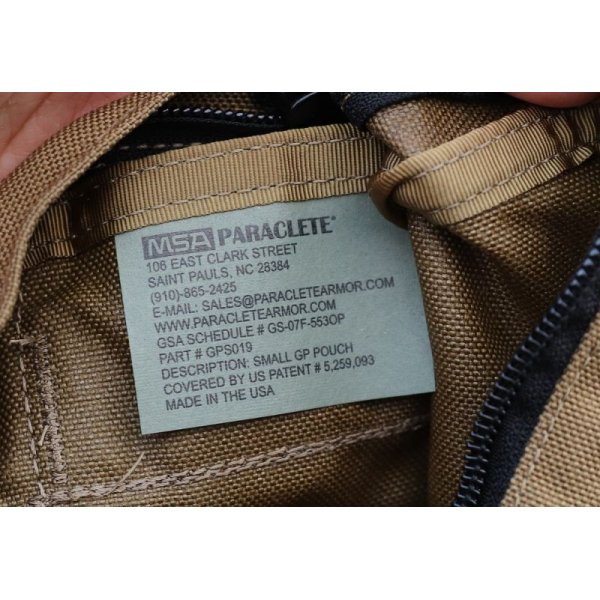 MSA PARACLETE®
106 EAST CLARK STREET
SAINT PAULS, NC 28384
(910)-865-2425
E-MAIL: SALES@PARACLETEARMOR.COM
WWW.PARACLETEARMOR.COM
GSA SCHEDULE # GS-07F-553OP
PART # GPS019
DESCRIPTION: SMALL GP POUCH
COVERED BY US PATENT # 5,259,093
MADE IN THE USA